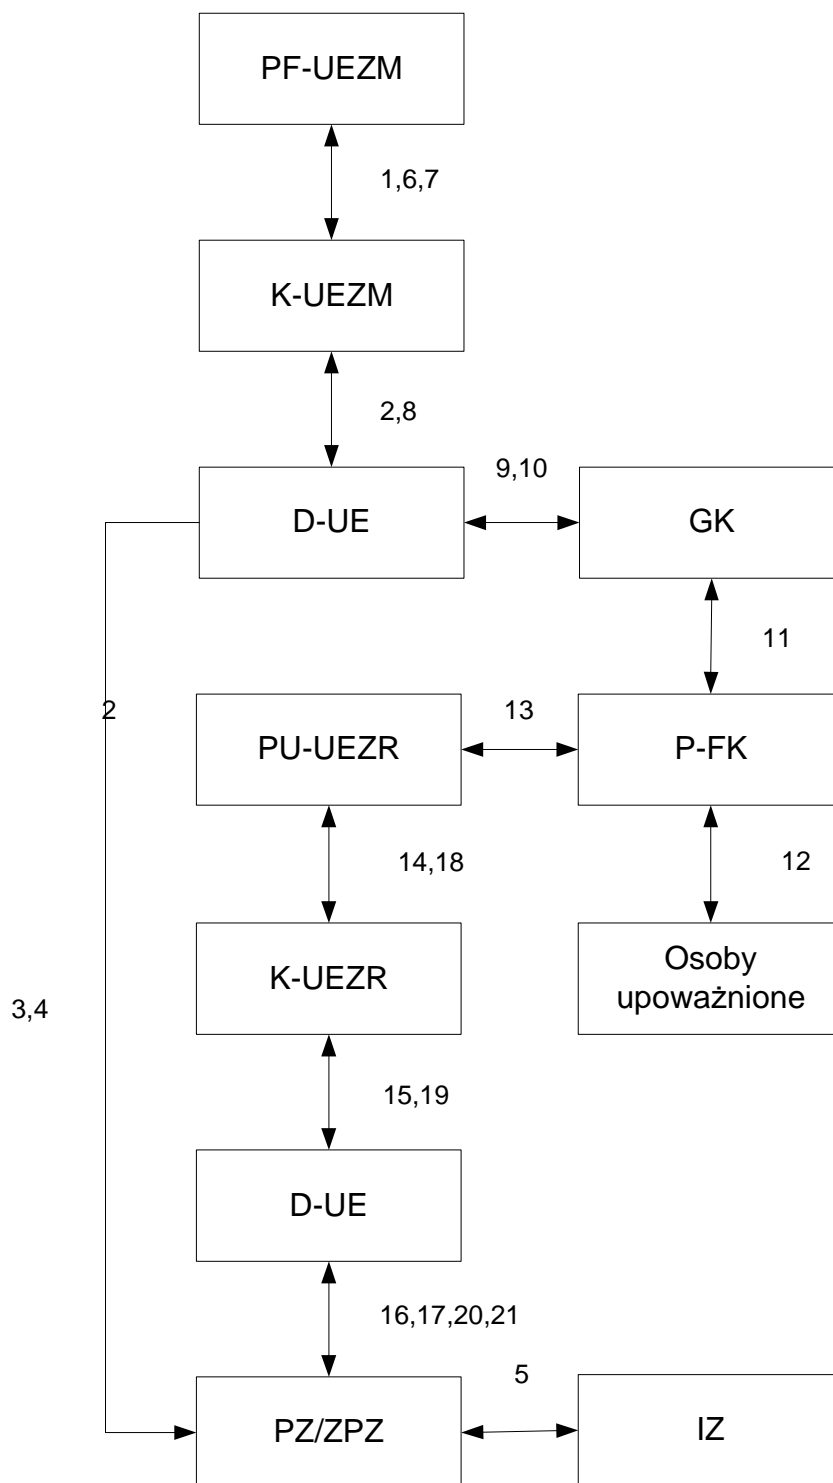 PF-UEZM
1,6,7
K-UEZM
2,8
9,10
D-UE
GK
11
2
13
PU-UEZR
P-FK
14,18
12
K-UEZR
Osoby
upoważnione
3,4
15,19
D-UE
16,17,20,21
5
PZ/ZPZ
IZ